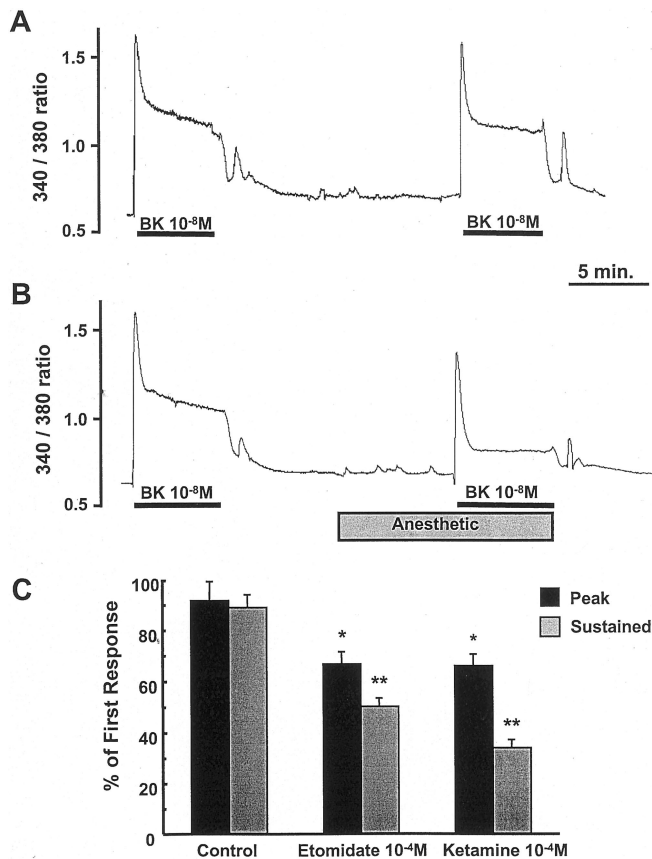 A
340 / 380 ratio
1.5
1.0
0.5
BK 10⁻⁸M
BK 10⁻⁸M
5 min.
B
340 / 380 ratio
1.5
1.0
0.5
BK 10⁻⁸M
BK 10⁻⁸M
Anesthetic
C
% of First Response
100
80
60
40
20
0
*
**
*
**
Peak
Sustained
Control
Etomidate 10⁻⁴M
Ketamine 10⁻⁴M